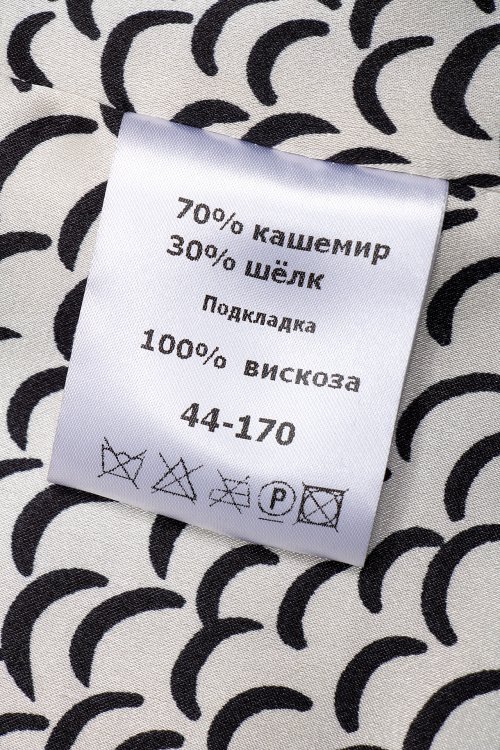 70% кашемир
30% шёлк
Подкладка
100% вискоза
44-170
P